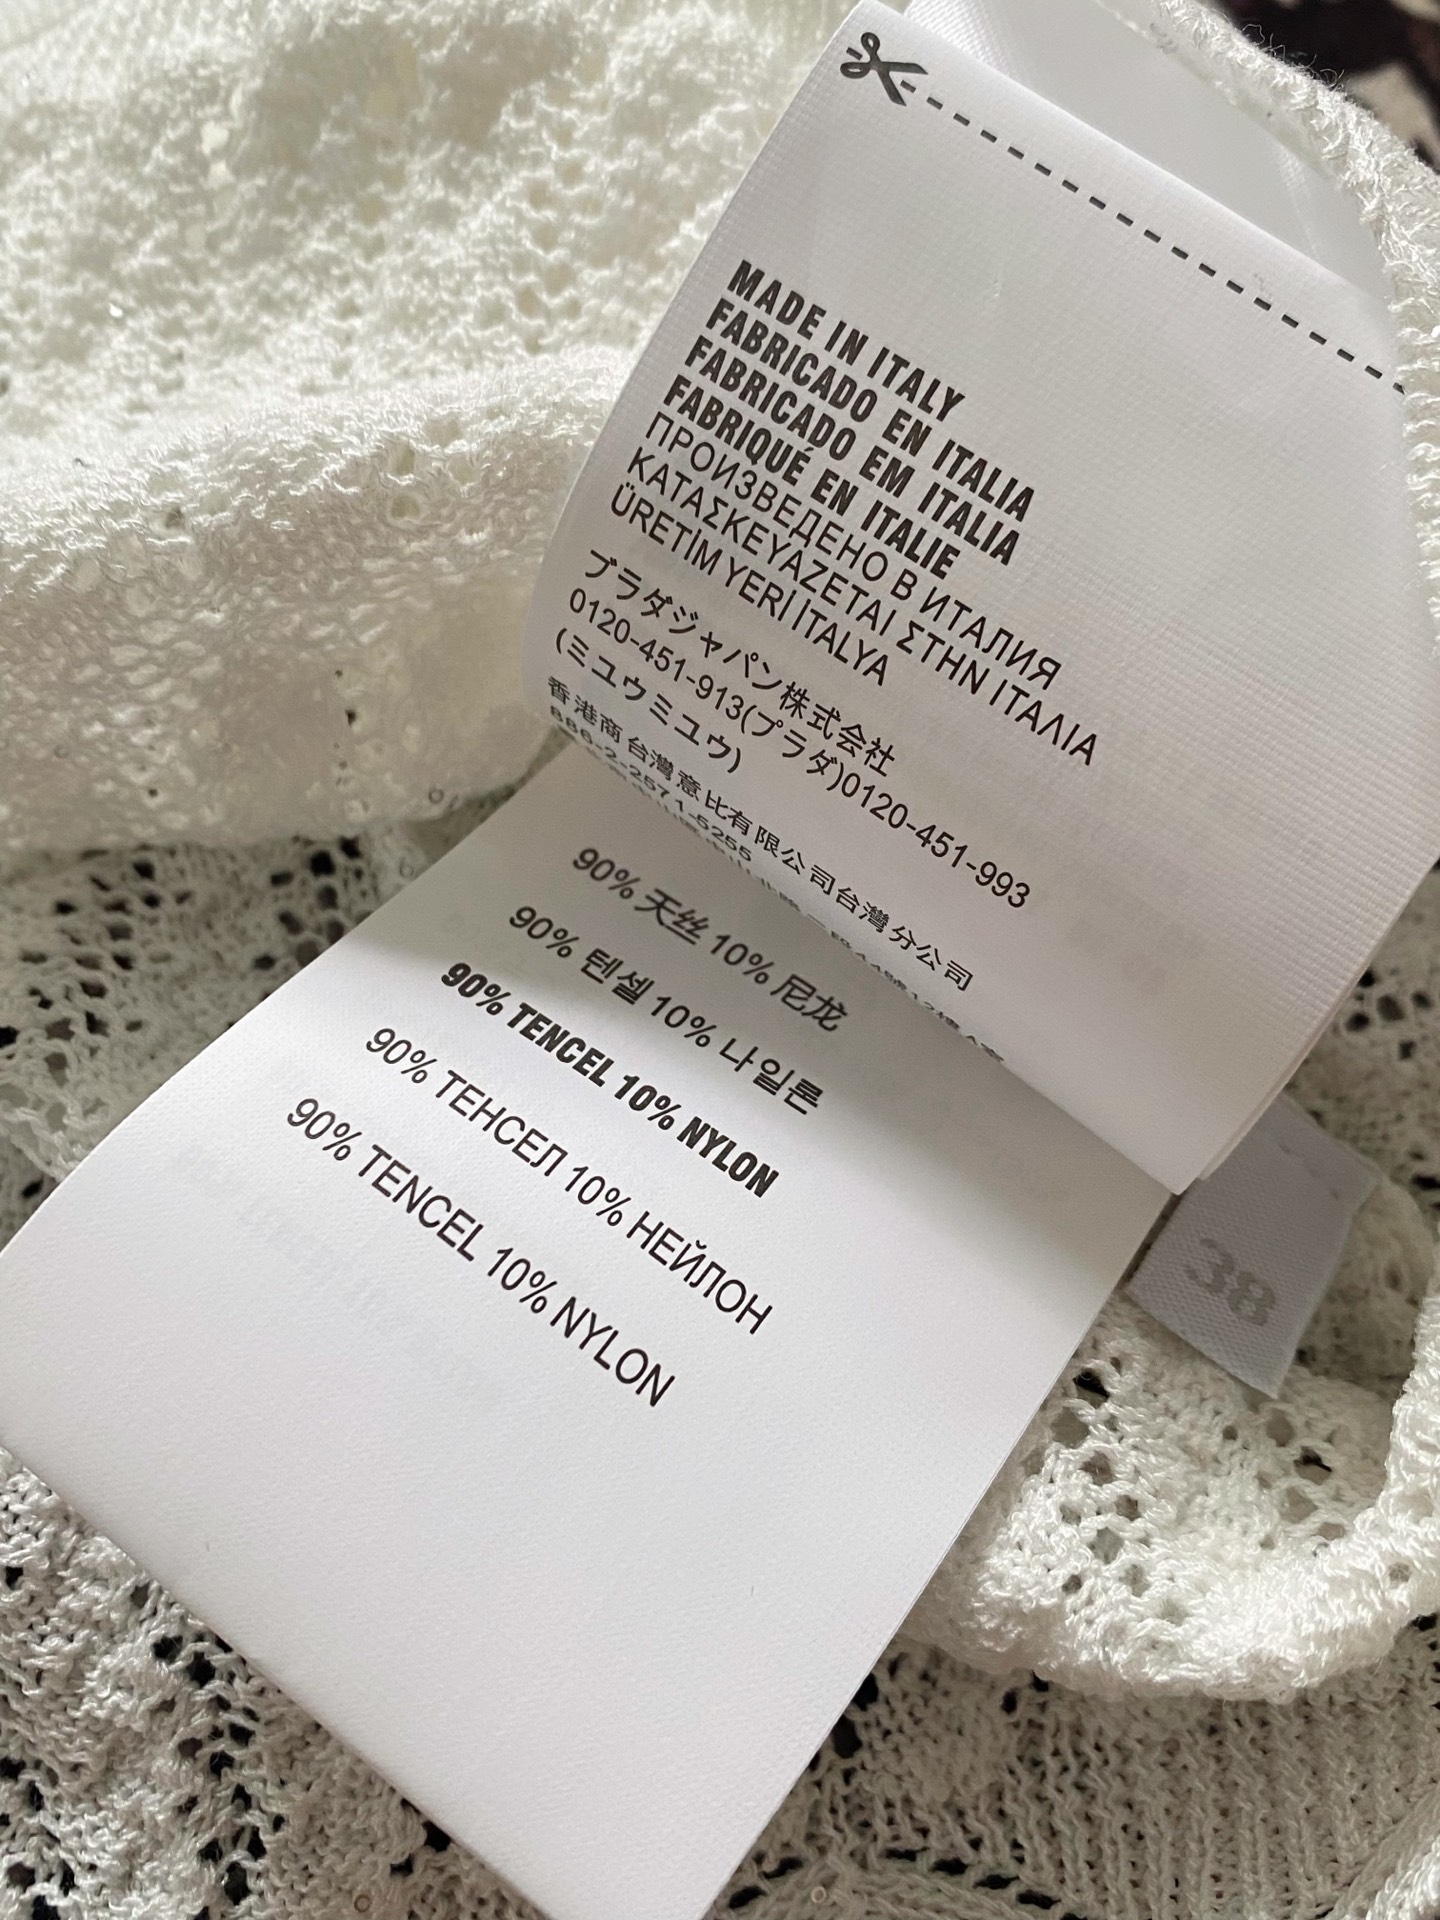 MADE IN ITALY
FABRICADO EN ITALIA
FABRICADO EM ITALIA
FABRIQUÉ EN ITALIE
ПРОИЗВЕДЕНО В ИТАЛИЯ
ΚΑΤΑΣΚΕΥΑΖΕΤΑΙ ΣΤΗΝ ΙΤΑΛΙΑ
ÜRETİM YERİ İTALYA
プラダジャパン株式会社
0120-451-913(プラダ)0120-451-993
(ミユウミユウ)
香港商台灣意比有限公司台灣分公司
886-2-2571-5255
90% 天丝 10% 尼龙
90% 텐셀 10% 나일론
90% TENCEL 10% NYLON
90% ТЕНСЕЛ 10% НЕЙЛОН
90% TENCEL 10% NYLON
38